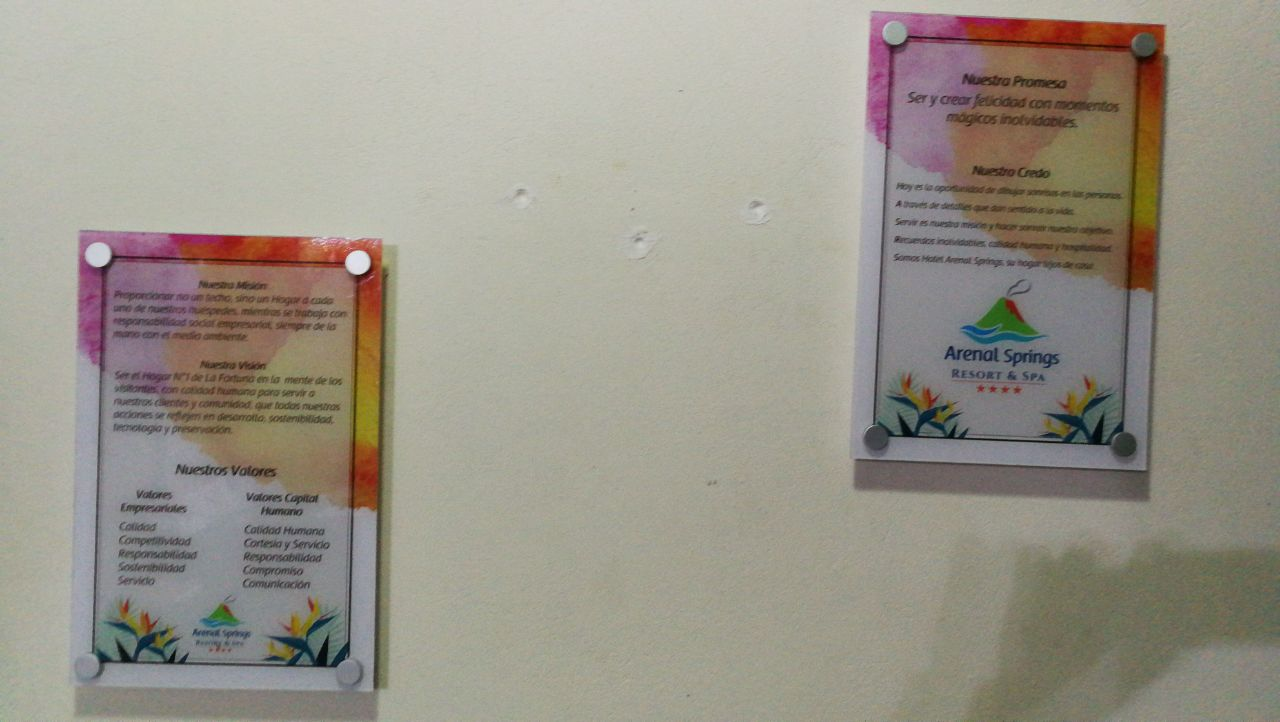 Nuestra Misión
Proporcionar no un techo, sino un Hogar a cada
uno de nuestros huéspedes, mientras se trabaja con
responsabilidad social empresarial, siempre de la
mano con el medio ambiente.
Nuestra Visión
Ser el Hogar N°1 de La Fortuna en la mente de los
visitantes, con calidad humana para servir a
nuestros clientes y comunidad, que todas nuestras
acciones se reflejen en desarrollo, sostenibilidad,
tecnología y preservación.
Nuestros Valores
Valores
Empresariales
Calidad
Competitividad
Responsabilidad
Sostenibilidad
Servicio
Valores Capital
Humano
Calidad Humana
Cortesía y Servicio
Responsabilidad
Compromiso
Comunicación
Arenal Springs
Resort & Spa
Nuestra Promesa
Ser y crear felicidad con momentos
mágicos inolvidables.
Nuestro Credo
Hoy es la oportunidad de dibujar sonrisas en las personas.
A través de detalles que dan sentido a la vida.
Servir es nuestra misión y hacer sonreír nuestro objetivo.
Recuerdos inolvidables, calidad humana y hospitalidad.
Somos Hotel Arenal Springs, su hogar lejos de casa.
Arenal Springs
Resort & Spa